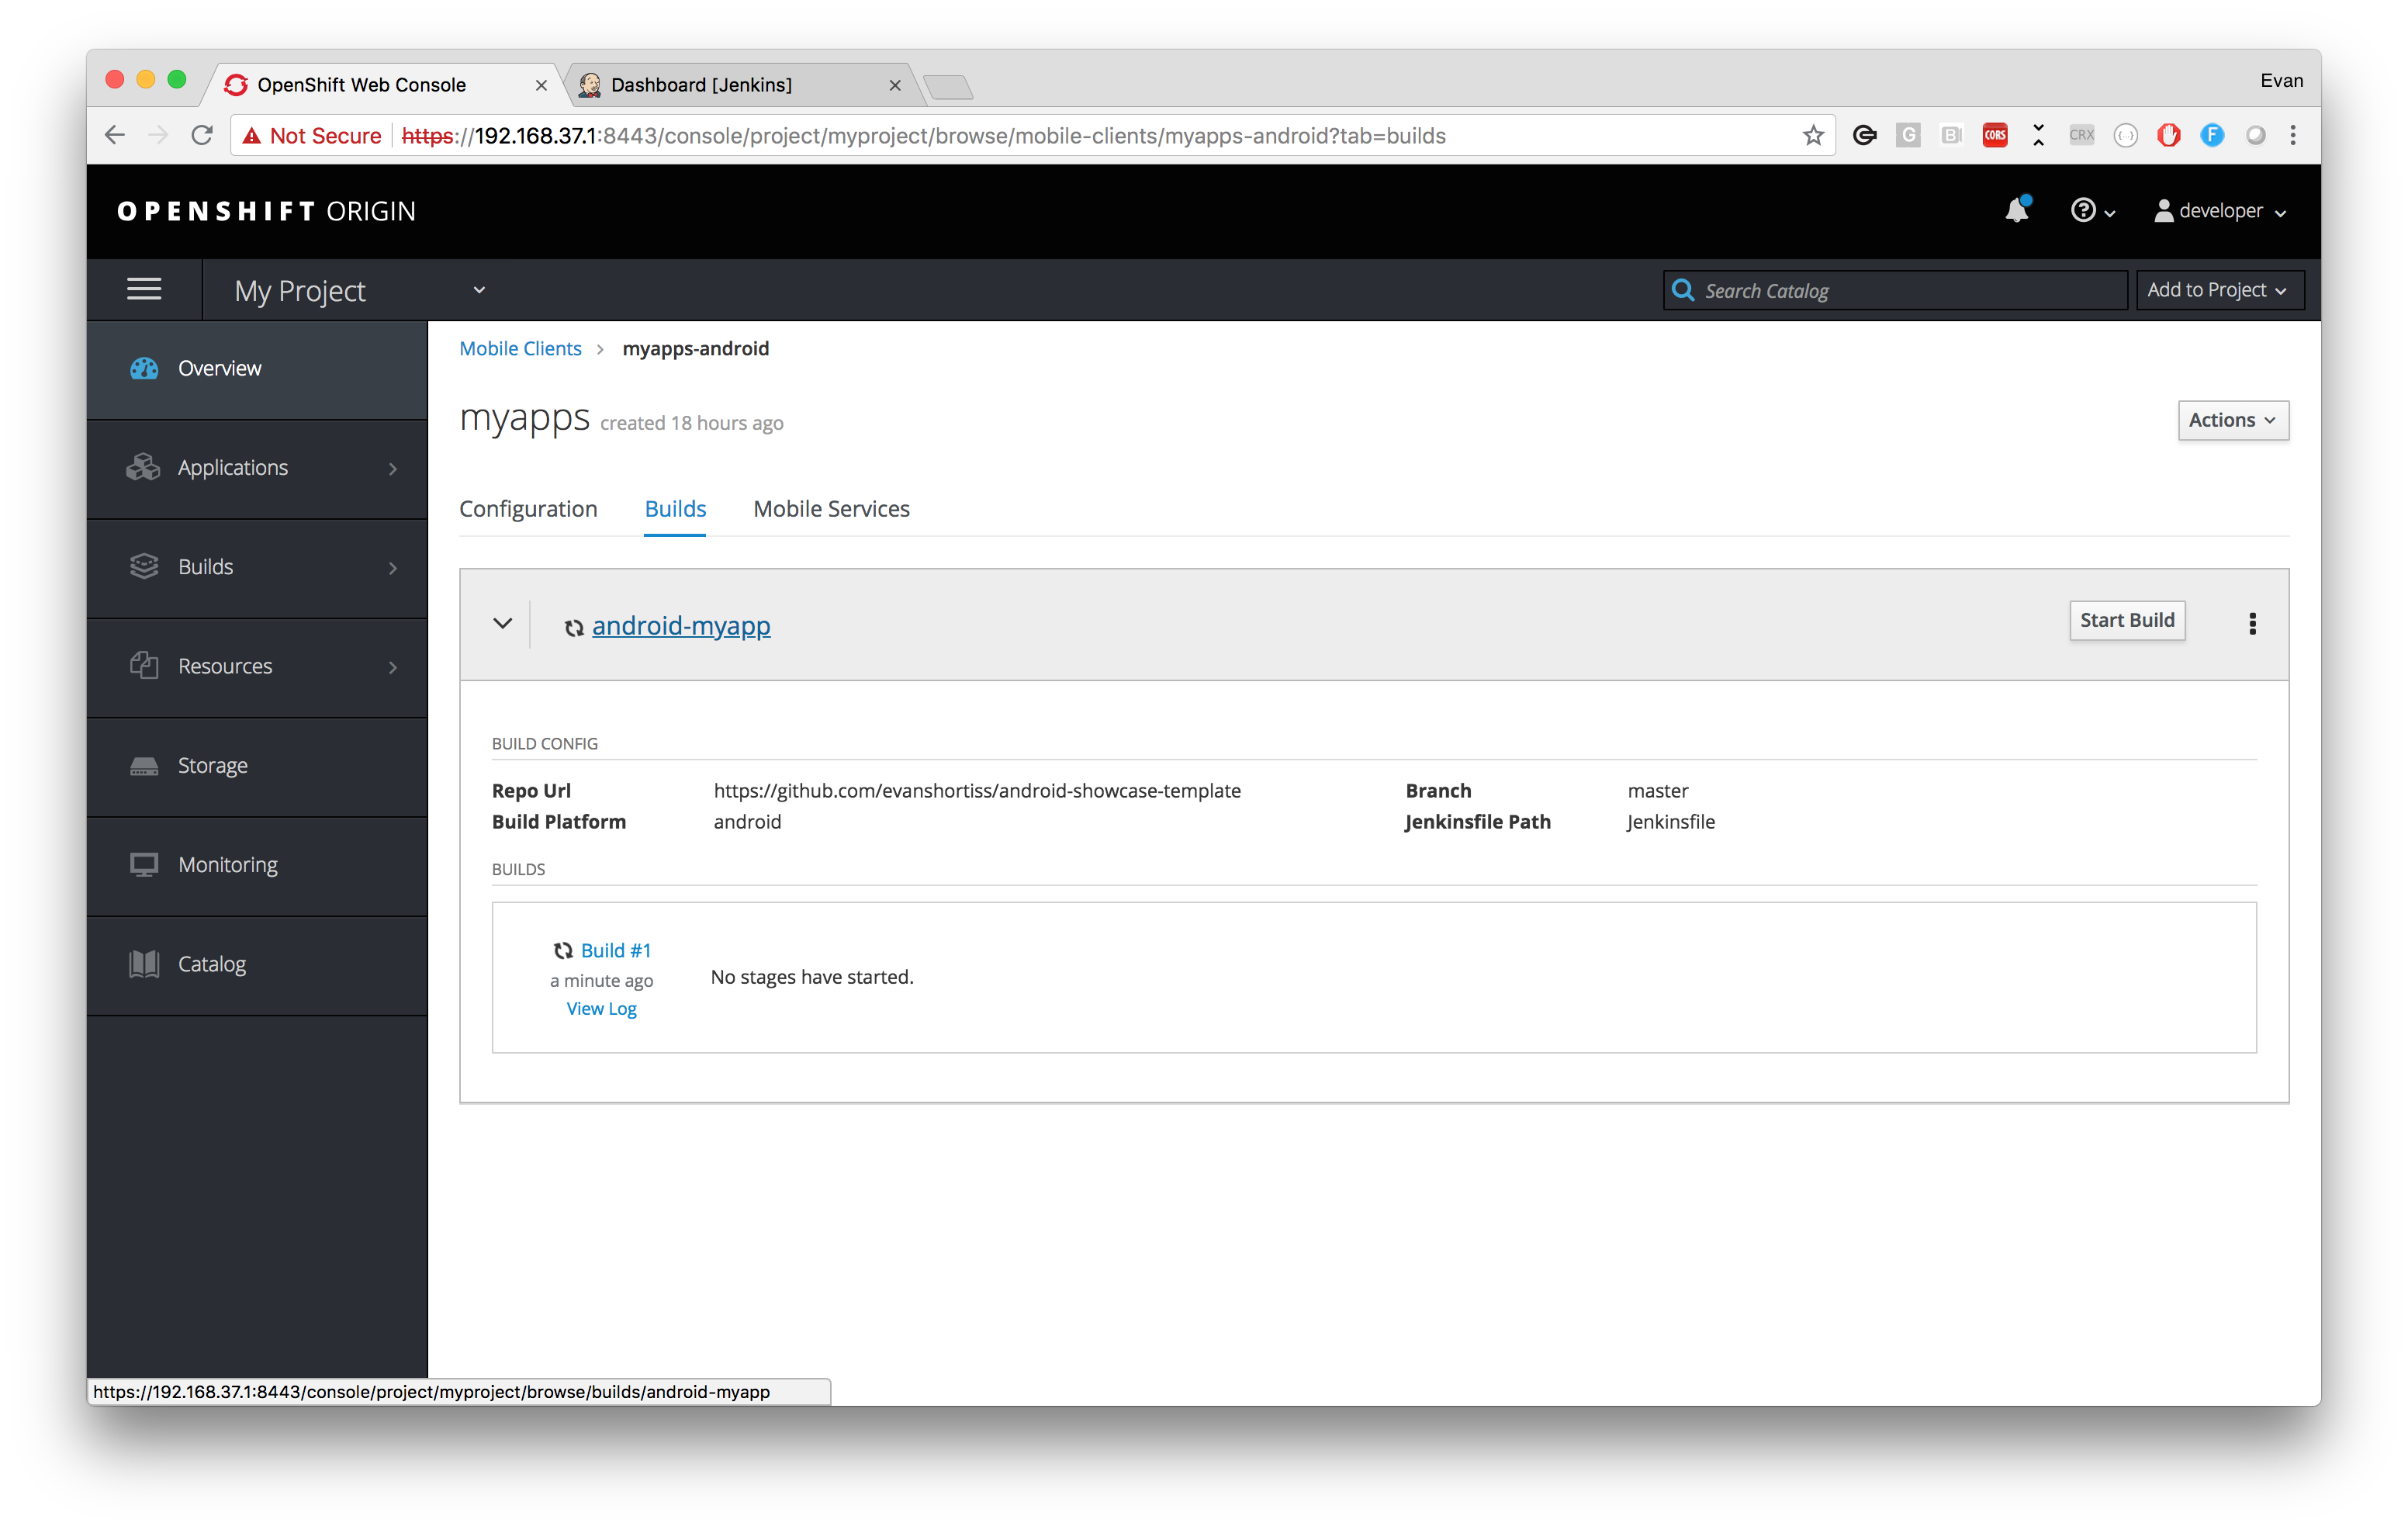 OpenShift Web Console
Dashboard [Jenkins]
Evan
Not Secure
https://192.168.37.1:8443/console/project/myproject/browse/mobile-clients/myapps-android?tab=builds
G
B
CORS
CRX
{...}
F
OPENSHIFT ORIGIN
developer
My Project
Search Catalog
Add to Project
Overview
Applications
Builds
Resources
Storage
Monitoring
Catalog
Mobile Clients > myapps-android
myapps created 18 hours ago
Actions
Configuration Builds Mobile Services
android-myapp
Start Build
BUILD CONFIG
Repo Url https://github.com/evanshortiss/android-showcase-template Branch master
Build Platform android Jenkinsfile Path Jenkinsfile
BUILDS
Build #1
a minute ago
View Log
No stages have started.
https://192.168.37.1:8443/console/project/myproject/browse/builds/android-myapp